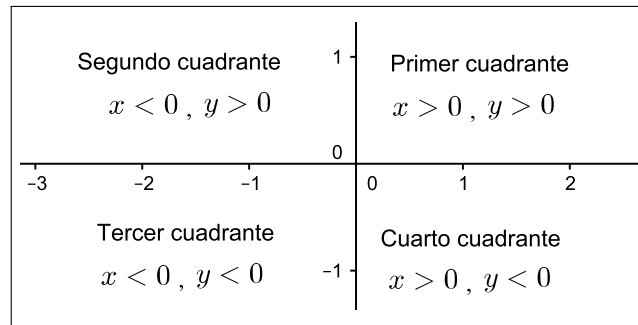 Segundo cuadrante
x < 0 , y > 0
Primer cuadrante
x > 0 , y > 0
1
0
−3
−2
−1
0
1
2
Tercer cuadrante
x < 0 , y < 0
Cuarto cuadrante
x > 0 , y < 0
−1